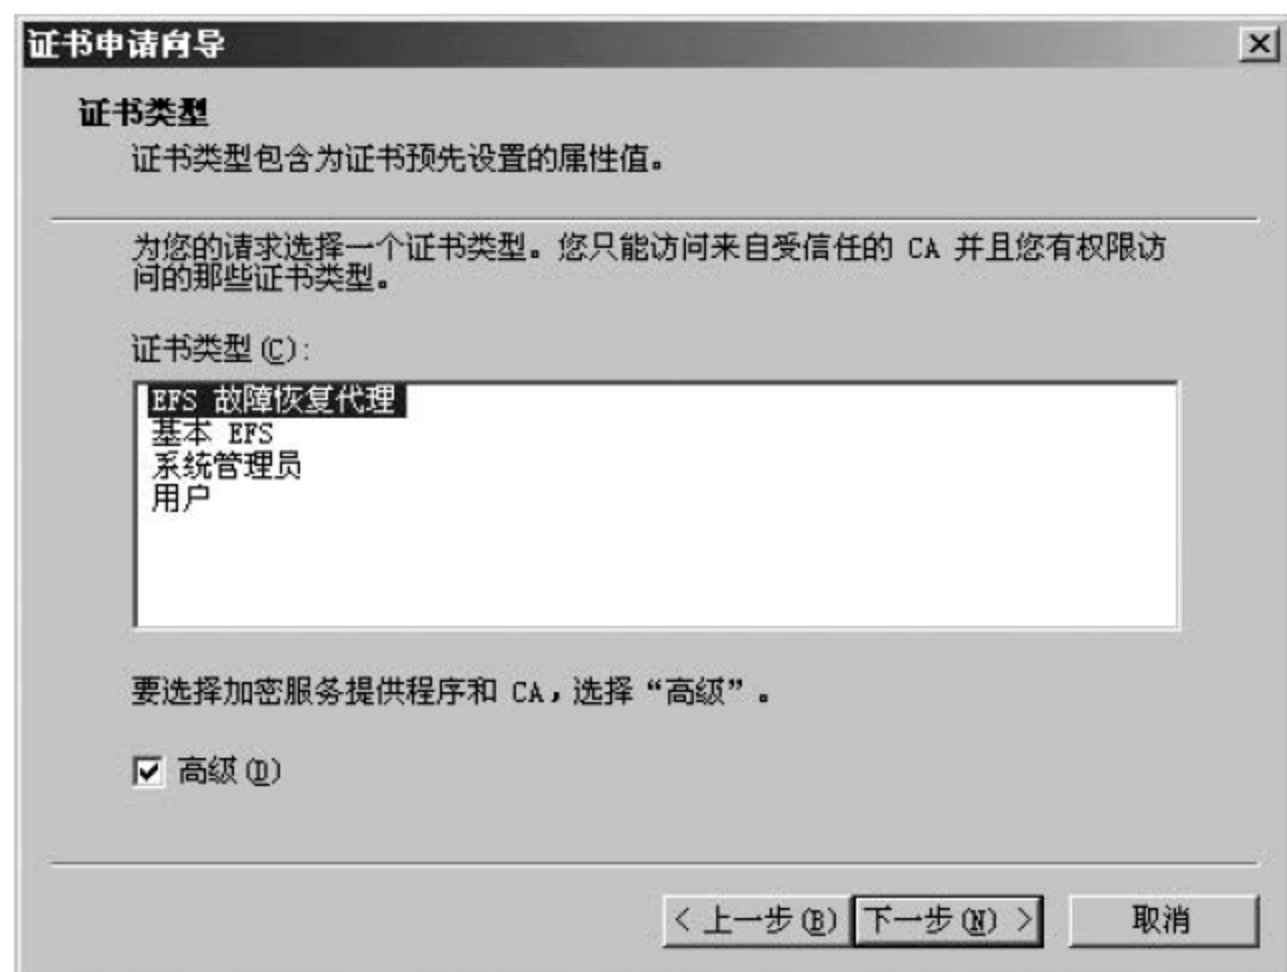 证书申请向导
证书类型
证书类型包含为证书预先设置的属性值。
为您的请求选择一个证书类型。您只能访问来自受信任的 CA 并且您有权限访
问的那些证书类型。
证书类型(C):
EFS 故障恢复代理
基本 EFS
系统管理员
用户
要选择加密服务提供程序和 CA，选择“高级”。
高级(D)
< 上一步(B) 下一步(N) > 取消